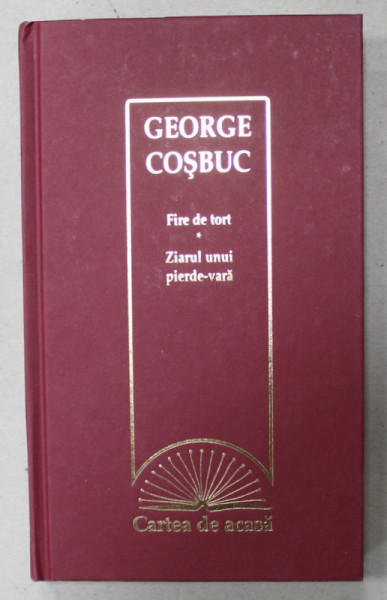 GEORGE
COŞBUC
Fire de tort
*
Ziarul unui
pierde-vară
Cartea de acasă